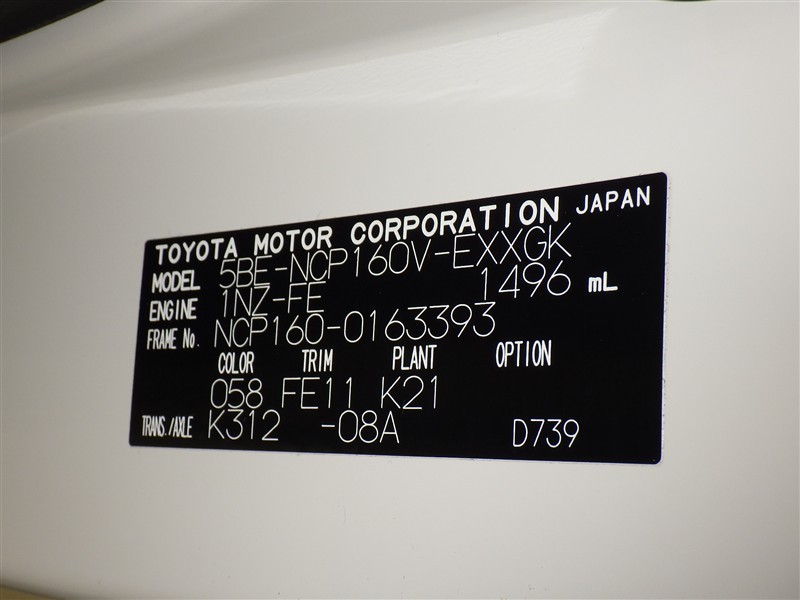 TOYOTA MOTOR CORPORATION JAPAN
MODEL 5BE-NCP160V-EXXGK
ENGINE 1NZ-FE 1496 mL
FRAME No. NCP160-0163393
COLOR TRIM PLANT OPTION
058 FE11 K21
TRANS./AXLE K312 -08A D739